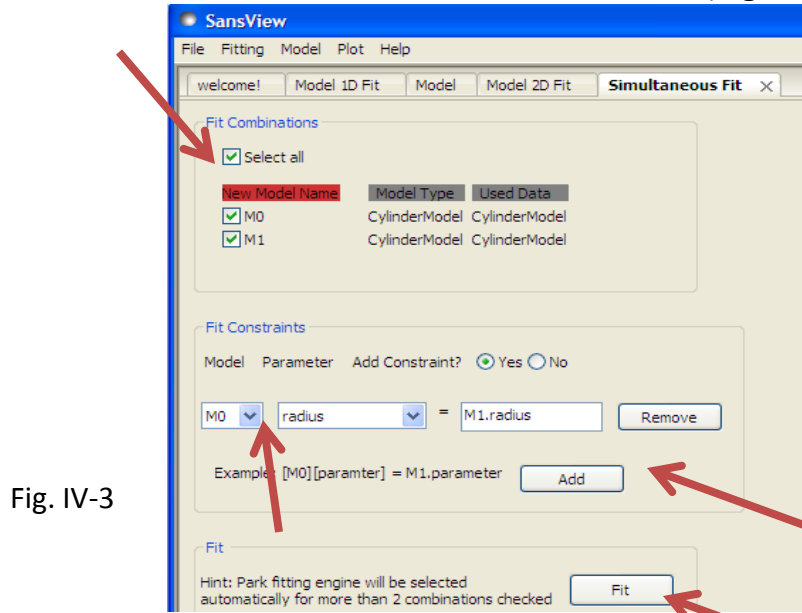 SansView
File Fitting Model Plot Help
welcome! Model 1D Fit Model Model 2D Fit Simultaneous Fit
Fit Combinations
Select all
New Model Name Model Type Used Data
M0 CylinderModel CylinderModel
M1 CylinderModel CylinderModel
Fit Constraints
Model Parameter Add Constraint? Yes No
M0 radius = M1.radius Remove
Example: [M0][paramter] = M1.parameter Add
Fig. IV-3
Fit
Hint: Park fitting engine will be selected
automatically for more than 2 combinations checked Fit